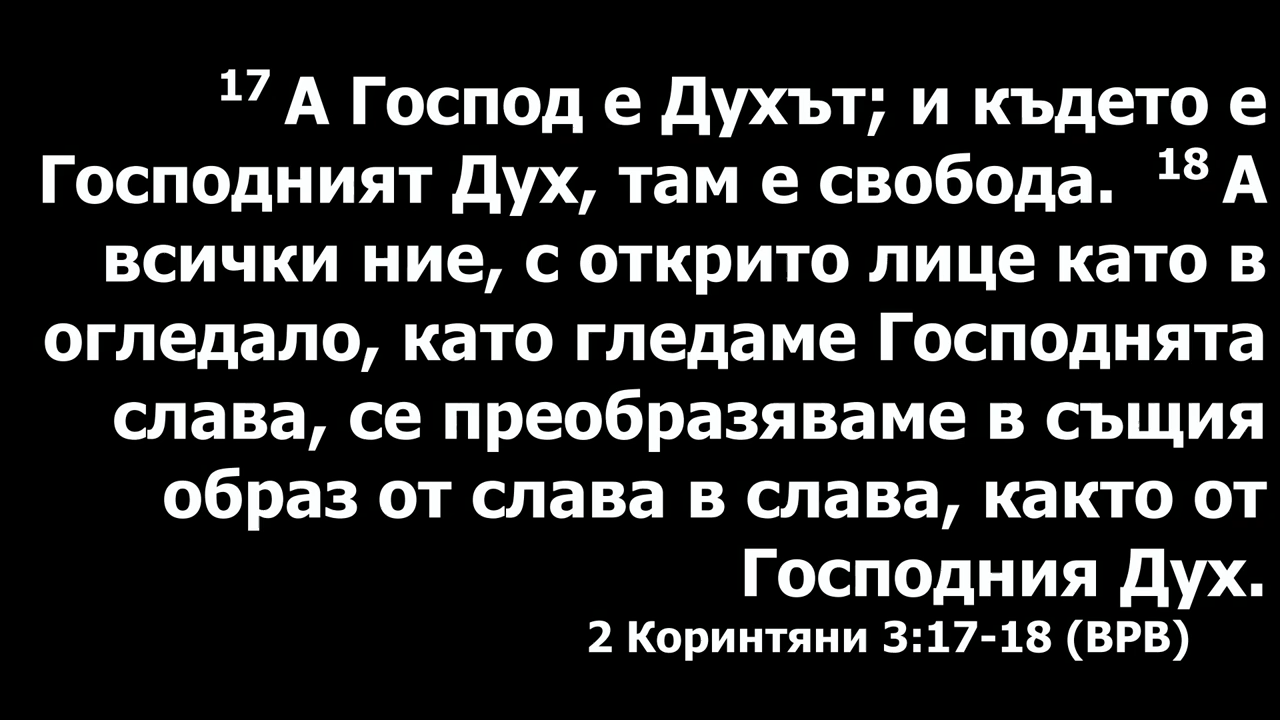 17 А Господ е Духът; и където е
Господният Дух, там е свобода. 18 А
всички ние, с открито лице като в
огледало, като гледаме Господнята
слава, се преобразяваме в същия
образ от слава в слава, както от
Господния Дух.
2 Коринтяни 3:17-18 (ВРВ)